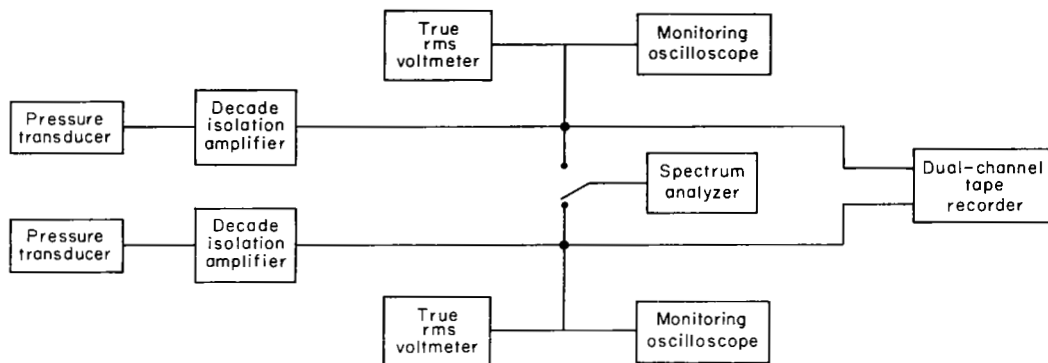 True
rms
voltmeter
Monitoring
oscilloscope
Pressure
transducer
Decade
isolation
amplifier
Spectrum
analyzer
Dual-channel
tape
recorder
Pressure
transducer
Decade
isolation
amplifier
True
rms
voltmeter
Monitoring
oscilloscope